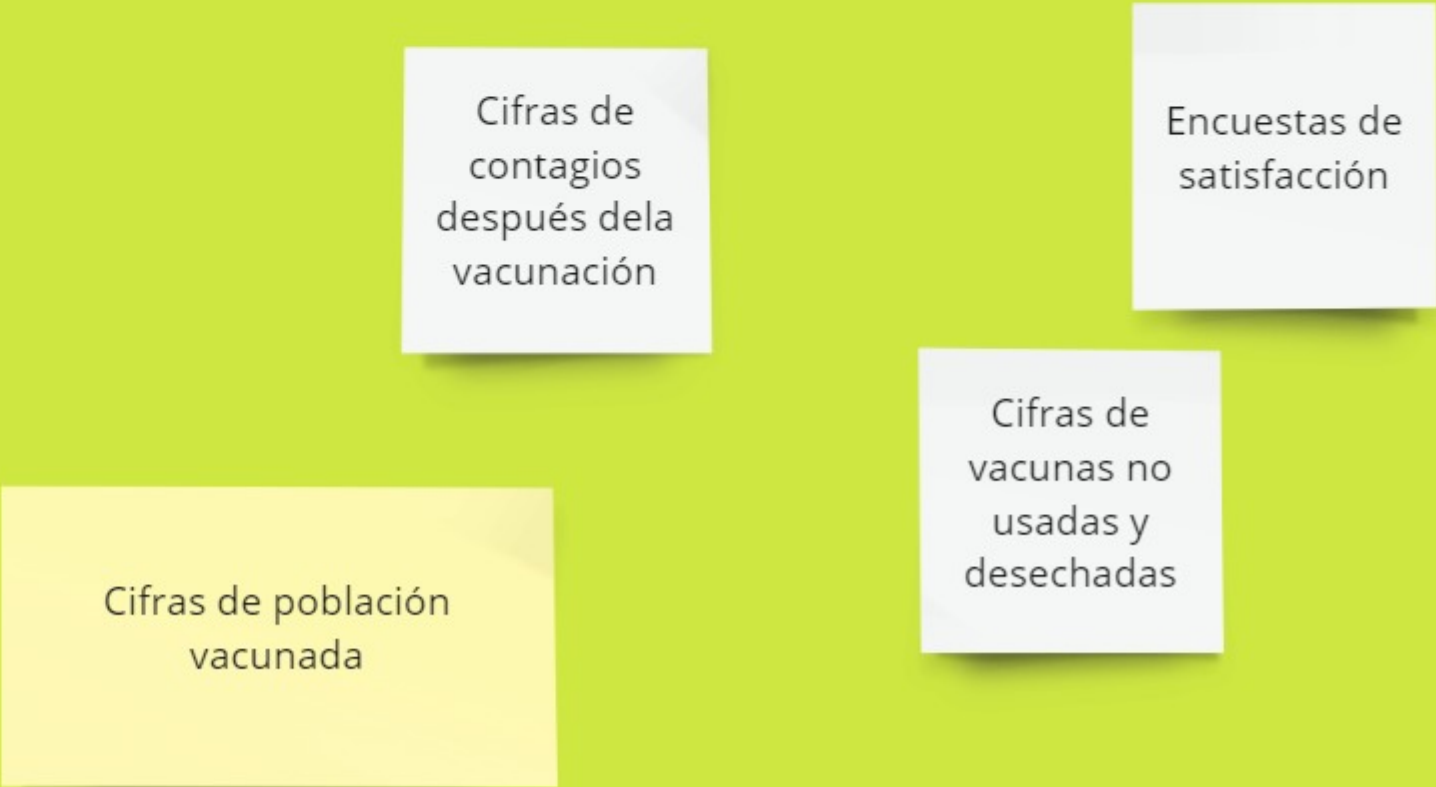 Cifras de
contagios
después dela
vacunación
Encuestas de
satisfacción
Cifras de
vacunas no
usadas y
desechadas
Cifras de población
vacunada